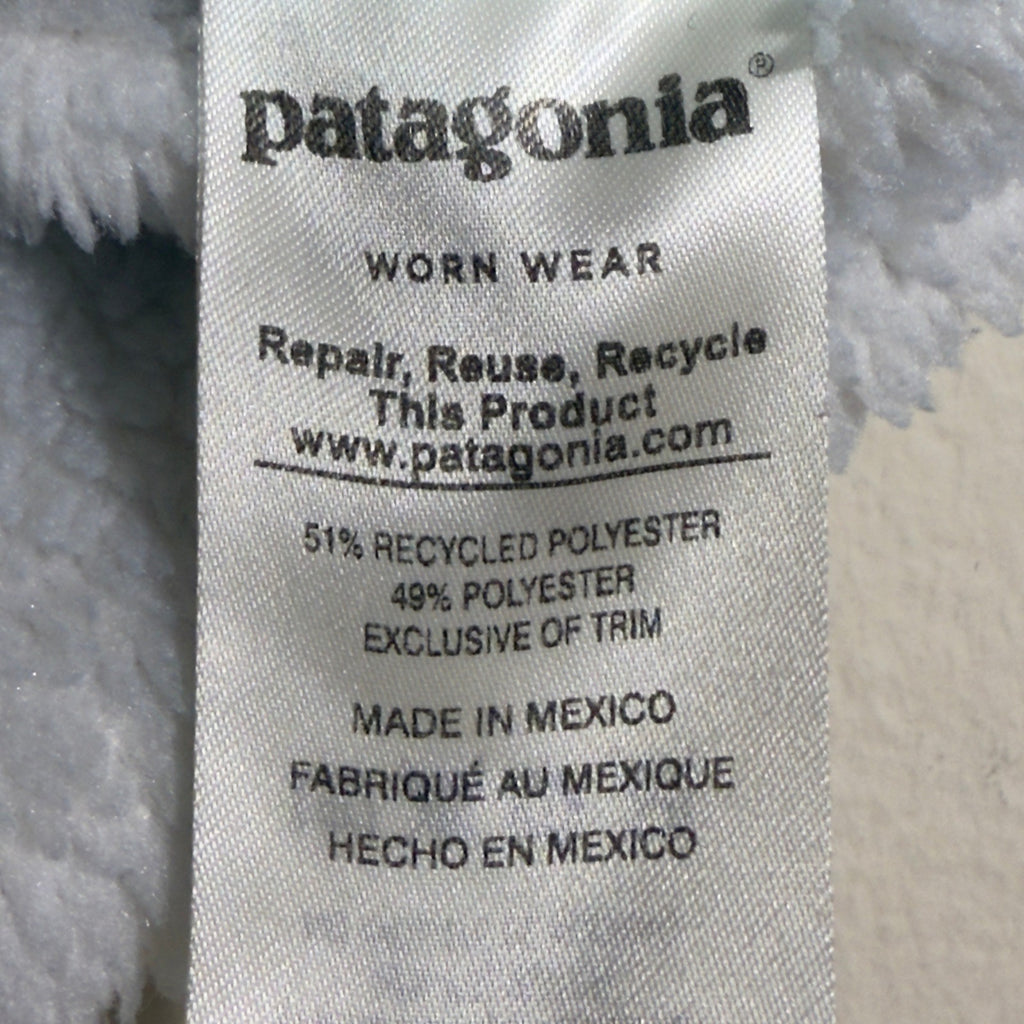 patagonia®
WORN WEAR
Repair, Reuse, Recycle
This Product
www.patagonia.com
51% RECYCLED POLYESTER
49% POLYESTER
EXCLUSIVE OF TRIM
MADE IN MEXICO
FABRIQUÉ AU MEXIQUE
HECHO EN MEXICO